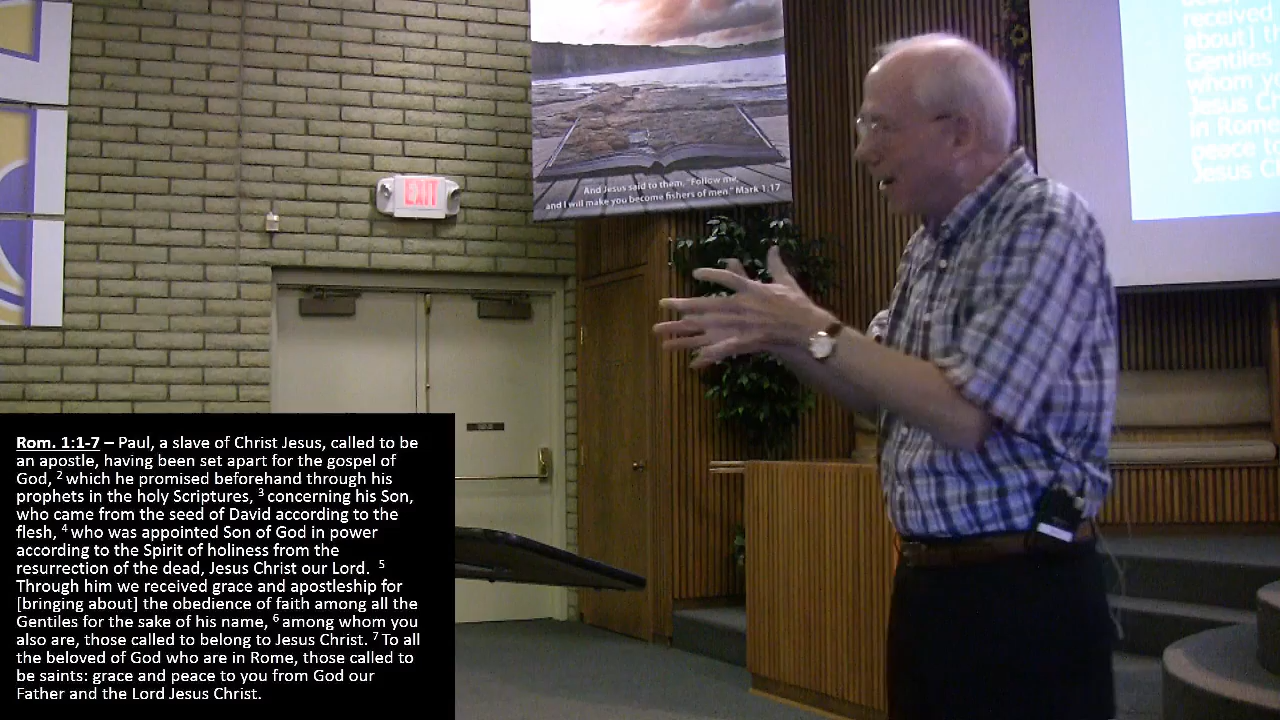 And Jesus said to them, "Follow me,
and I will make you become fishers of men." Mark 1:17
EXIT
received
about] th
Gentiles
whom yo
Jesus Ch
in Rome
peace to
Jesus C
Rom. 1:1-7 – Paul, a slave of Christ Jesus, called to be
an apostle, having been set apart for the gospel of
God, 2 which he promised beforehand through his
prophets in the holy Scriptures, 3 concerning his Son,
who came from the seed of David according to the
flesh, 4 who was appointed Son of God in power
according to the Spirit of holiness from the
resurrection of the dead, Jesus Christ our Lord. 5
Through him we received grace and apostleship for
[bringing about] the obedience of faith among all the
Gentiles for the sake of his name, 6 among whom you
also are, those called to belong to Jesus Christ. 7 To all
the beloved of God who are in Rome, those called to
be saints: grace and peace to you from God our
Father and the Lord Jesus Christ.